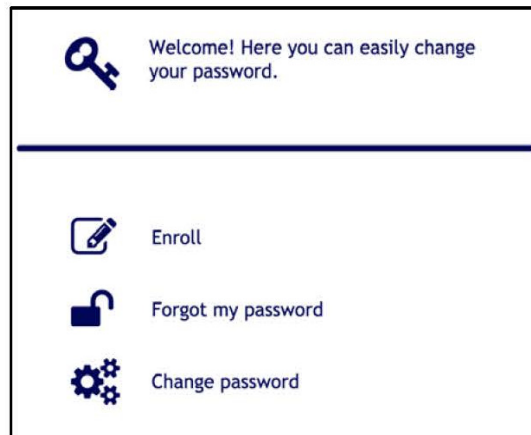 Welcome! Here you can easily change
your password.
Enroll
Forgot my password
Change password